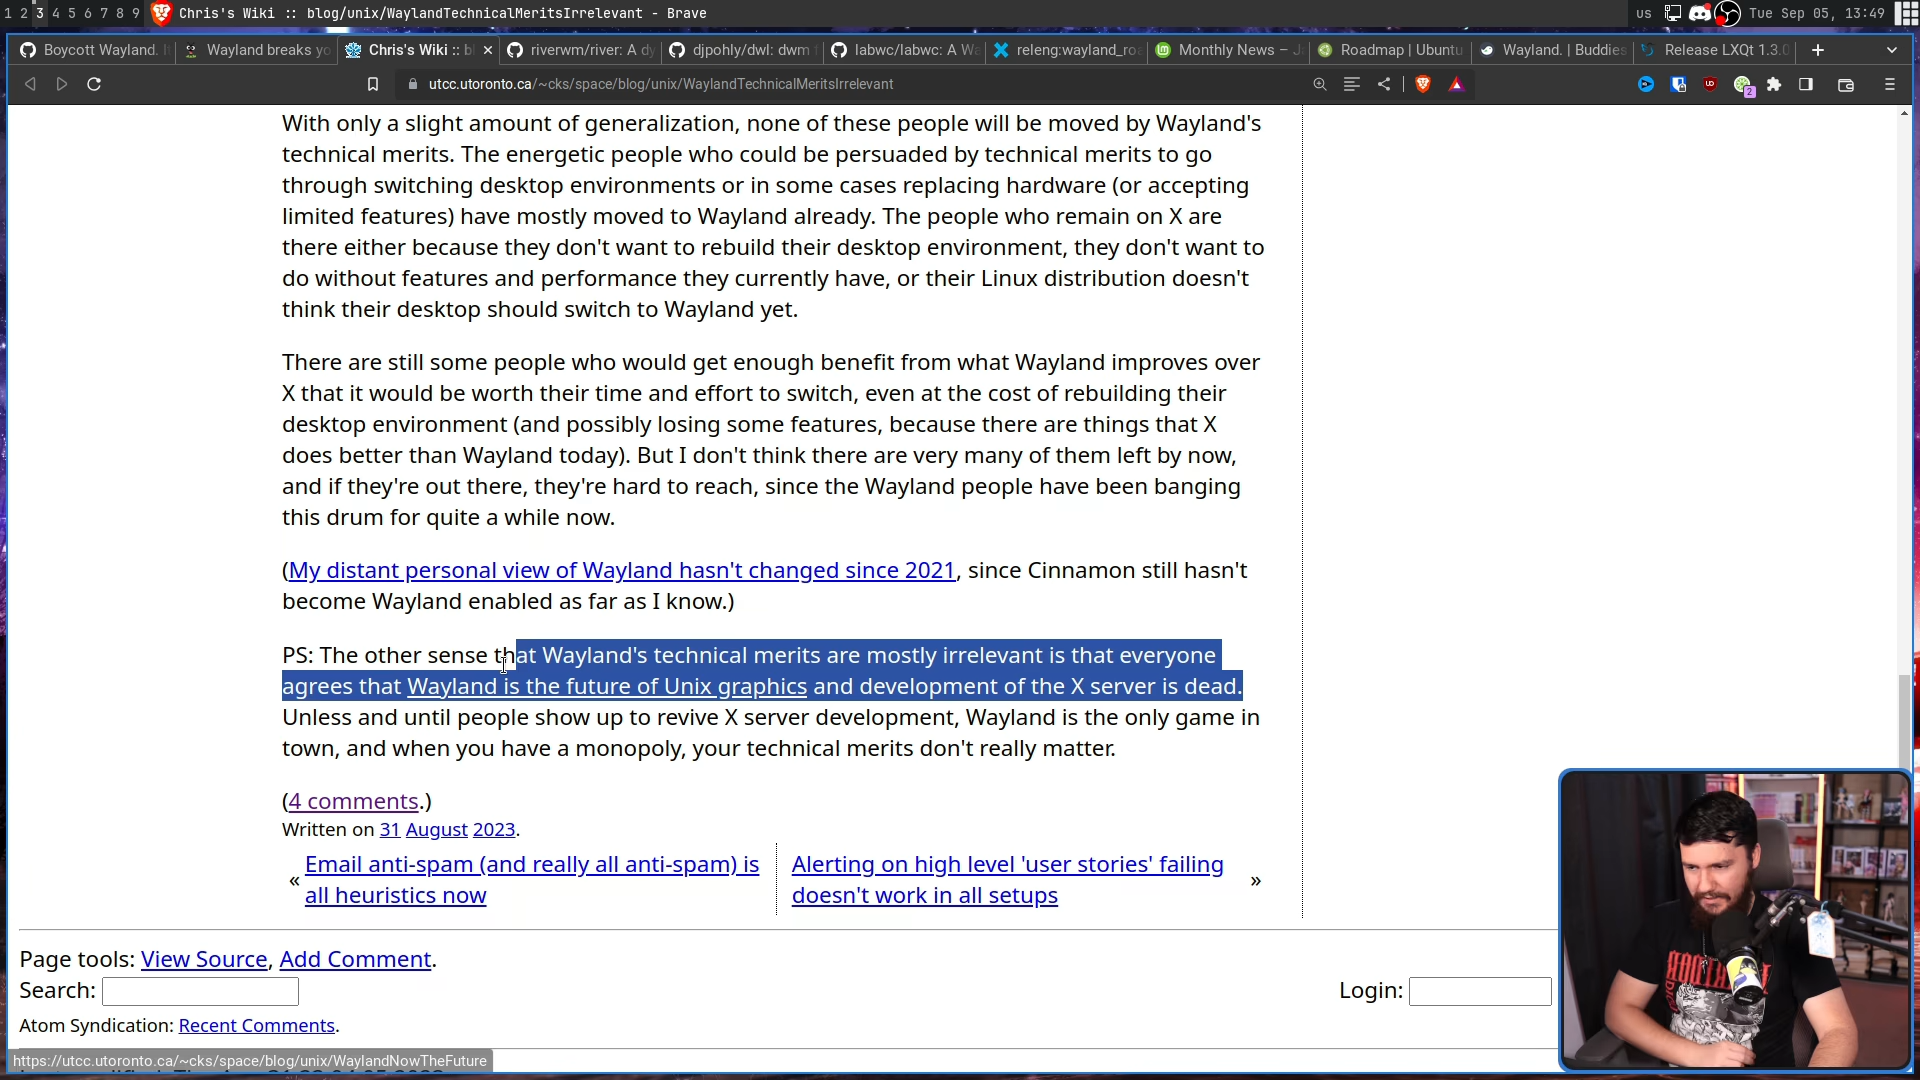 1 2 3 4 5 6 7 8 9 Chris's Wiki :: blog/unix/WaylandTechnicalMeritsIrrelevant - Brave
us Tue Sep 05, 13:49
Boycott Wayland. I
Wayland breaks yo
Chris's Wiki :: bl
riverwm/river: A dy
djpohly/dwl: dwm
labwc/labwc: A Wa
releng:wayland_roa
Monthly News –
Roadmap | Ubuntu
Wayland. | Buddies
Release LXQt 1.3.0
utcc.utoronto.ca/~cks/space/blog/unix/WaylandTechnicalMeritsIrrelevant
2
With only a slight amount of generalization, none of these people will be moved by Wayland's
technical merits. The energetic people who could be persuaded by technical merits to go
through switching desktop environments or in some cases replacing hardware (or accepting
limited features) have mostly moved to Wayland already. The people who remain on X are
there either because they don't want to rebuild their desktop environment, they don't want to
do without features and performance they currently have, or their Linux distribution doesn't
think their desktop should switch to Wayland yet.
There are still some people who would get enough benefit from what Wayland improves over
X that it would be worth their time and effort to switch, even at the cost of rebuilding their
desktop environment (and possibly losing some features, because there are things that X
does better than Wayland today). But I don't think there are very many of them left by now,
and if they're out there, they're hard to reach, since the Wayland people have been banging
this drum for quite a while now.
(My distant personal view of Wayland hasn't changed since 2021, since Cinnamon still hasn't
become Wayland enabled as far as I know.)
PS: The other sense that Wayland's technical merits are mostly irrelevant is that everyone
agrees that Wayland is the future of Unix graphics and development of the X server is dead.
Unless and until people show up to revive X server development, Wayland is the only game in
town, and when you have a monopoly, your technical merits don't really matter.
(4 comments.)
Written on 31 August 2023.
« Email anti-spam (and really all anti-spam) is
all heuristics now
Alerting on high level 'user stories' failing »
doesn't work in all setups
Page tools: View Source, Add Comment.
Search:
Login:
Atom Syndication: Recent Comments.
https://utcc.utoronto.ca/~cks/space/blog/unix/WaylandNowTheFuture